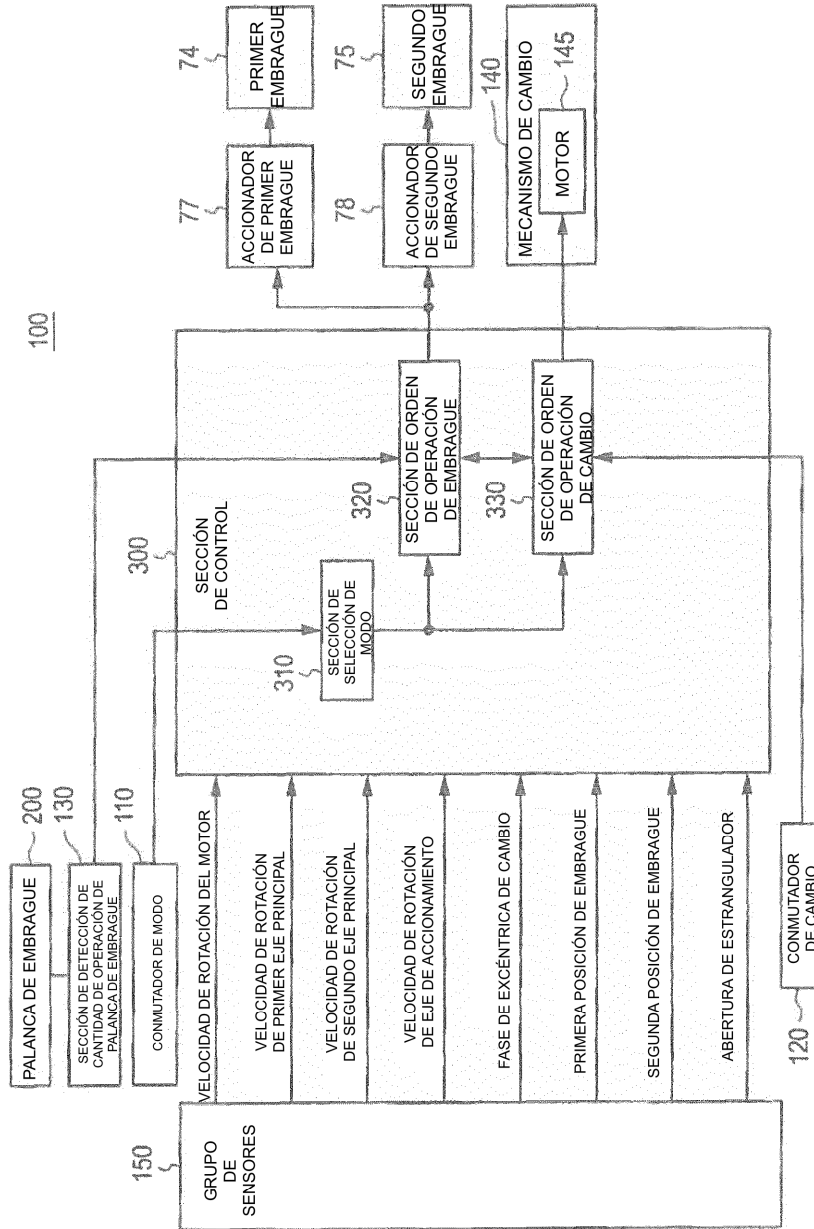 100
PALANCA DE EMBRAGUE
200
SECCIÓN DE DETECCIÓN DE
CANTIDAD DE OPERACIÓN DE
PALANCA DE EMBRAGUE
130
CONMUTADOR DE MODO
110
150
GRUPO
DE
SENSORES
VELOCIDAD DE ROTACIÓN DEL MOTOR
VELOCIDAD DE ROTACIÓN
DE PRIMER EJE PRINCIPAL
VELOCIDAD DE ROTACIÓN
DE SEGUNDO EJE PRINCIPAL
VELOCIDAD DE ROTACIÓN
DE EJE DE ACCIONAMIENTO
FASE DE EXCÉNTRICA DE CAMBIO
PRIMERA POSICIÓN DE EMBRAGUE
SEGUNDA POSICIÓN DE EMBRAGUE
ABERTURA DE ESTRANGULADOR
120
CONMUTADOR
DE CAMBIO
300
SECCIÓN
DE CONTROL
310
SECCIÓN DE
SELECCIÓN DE
MODO
320
SECCIÓN DE ORDEN
DE OPERACIÓN
DE EMBRAGUE
330
SECCIÓN DE ORDEN
DE OPERACIÓN
DE CAMBIO
77
ACCIONADOR
DE PRIMER
EMBRAGUE
74
PRIMER
EMBRAGUE
78
ACCIONADOR
DE SEGUNDO
EMBRAGUE
75
SEGUNDO
EMBRAGUE
140
MECANISMO DE CAMBIO
145
MOTOR